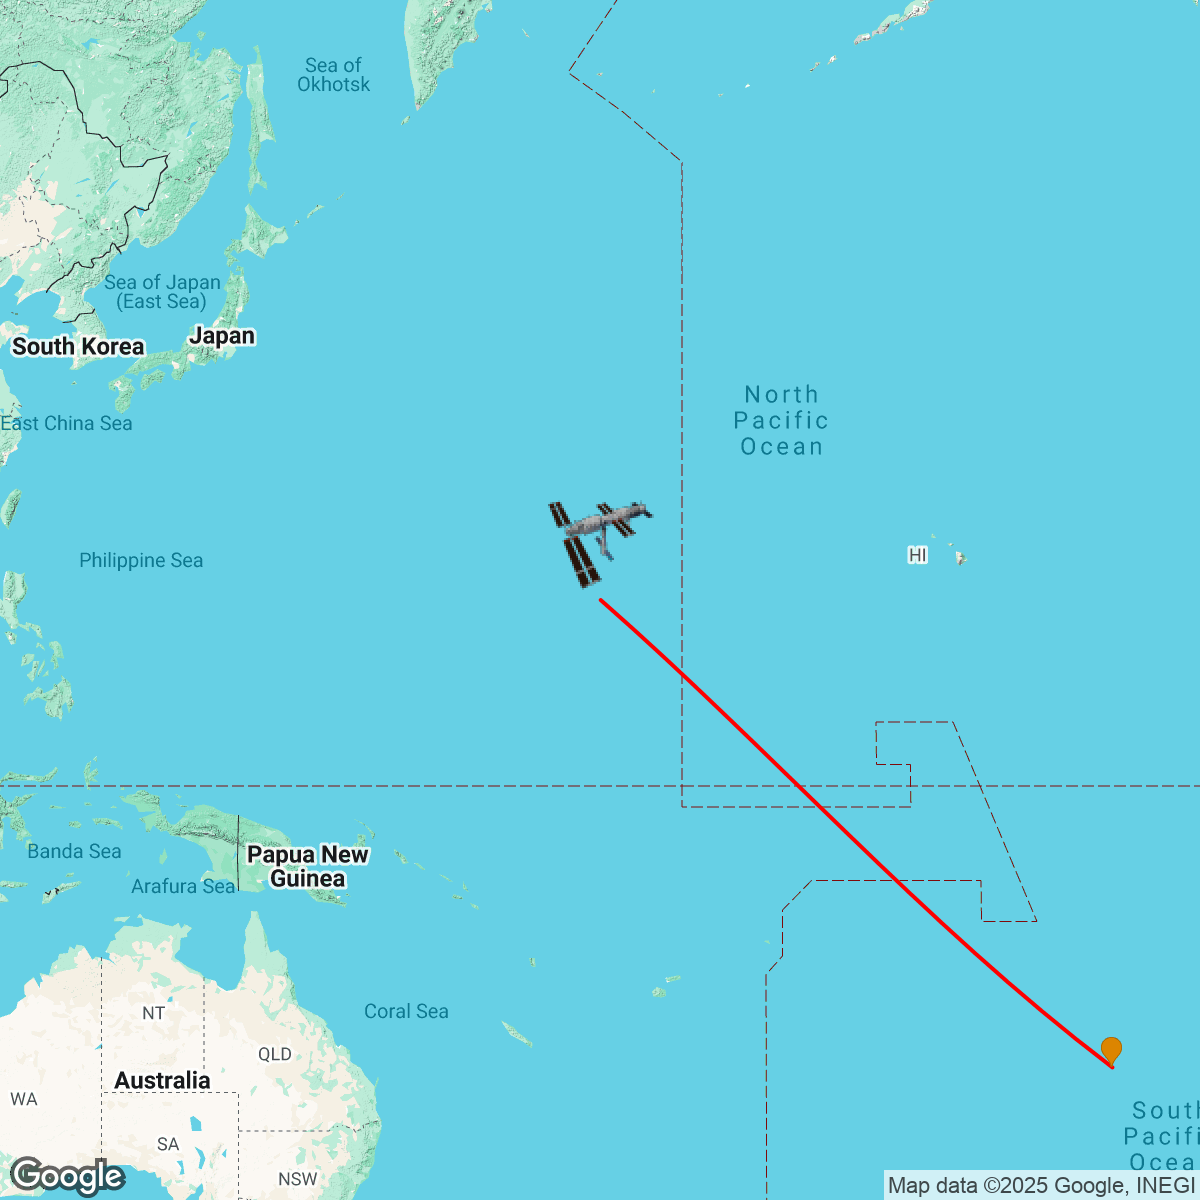 Sea of
Okhotsk
Sea of Japan
(East Sea)
South Korea
Japan
North
Pacific
Ocean
East China Sea
Philippine Sea
HI
Banda Sea
Papua New
Guinea
Arafura Sea
Coral Sea
NT
QLD
Australia
WA
SA
NSW
South
Pacifi
Ocea
Google
Map data ©2025 Google, INEGI